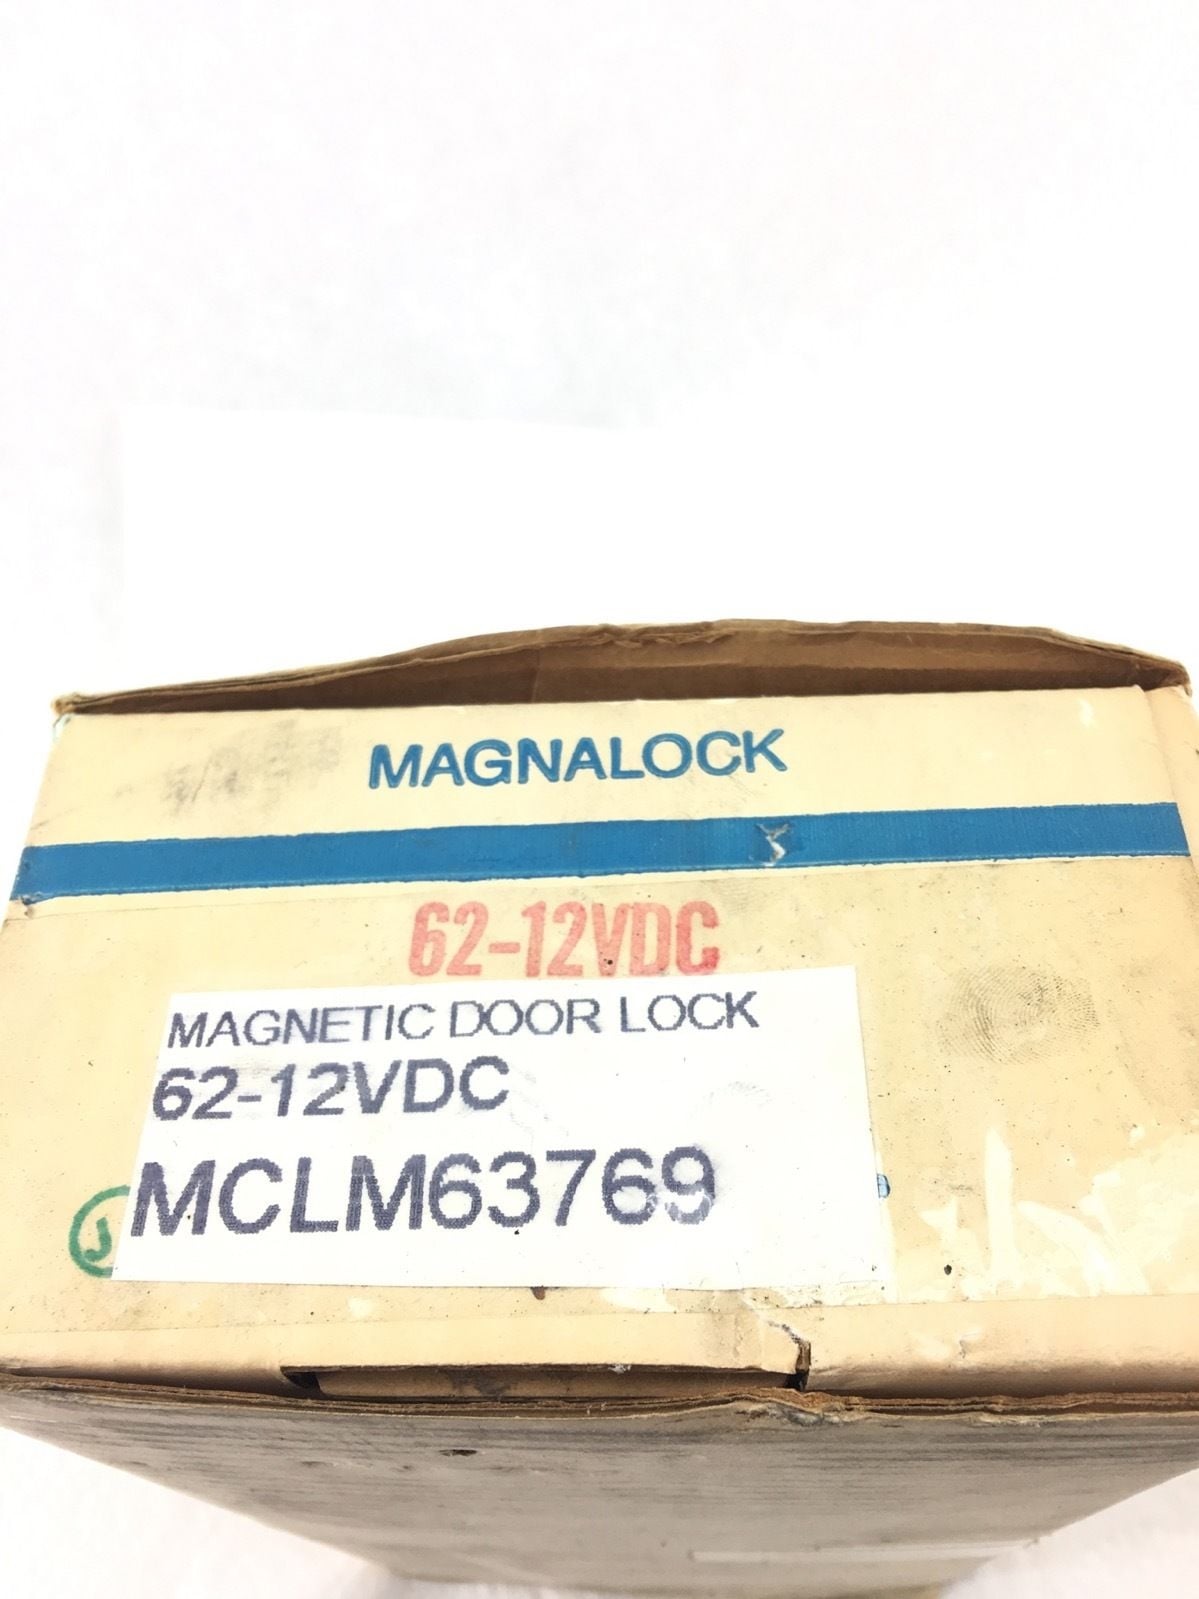 MAGNALOCK
62-12VDC
MAGNETIC DOOR LOCK
62-12VDC
MCLM63769
J